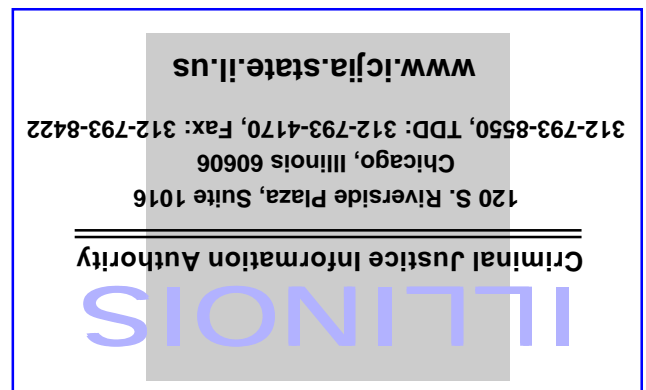 ILLINOIS
Criminal Justice Information Authority
120 S. Riverside Plaza, Suite 1016
Chicago, Illinois 60606
312-793-8550, TDD: 312-793-4170, Fax: 312-793-8422
www.icjia.state.il.us